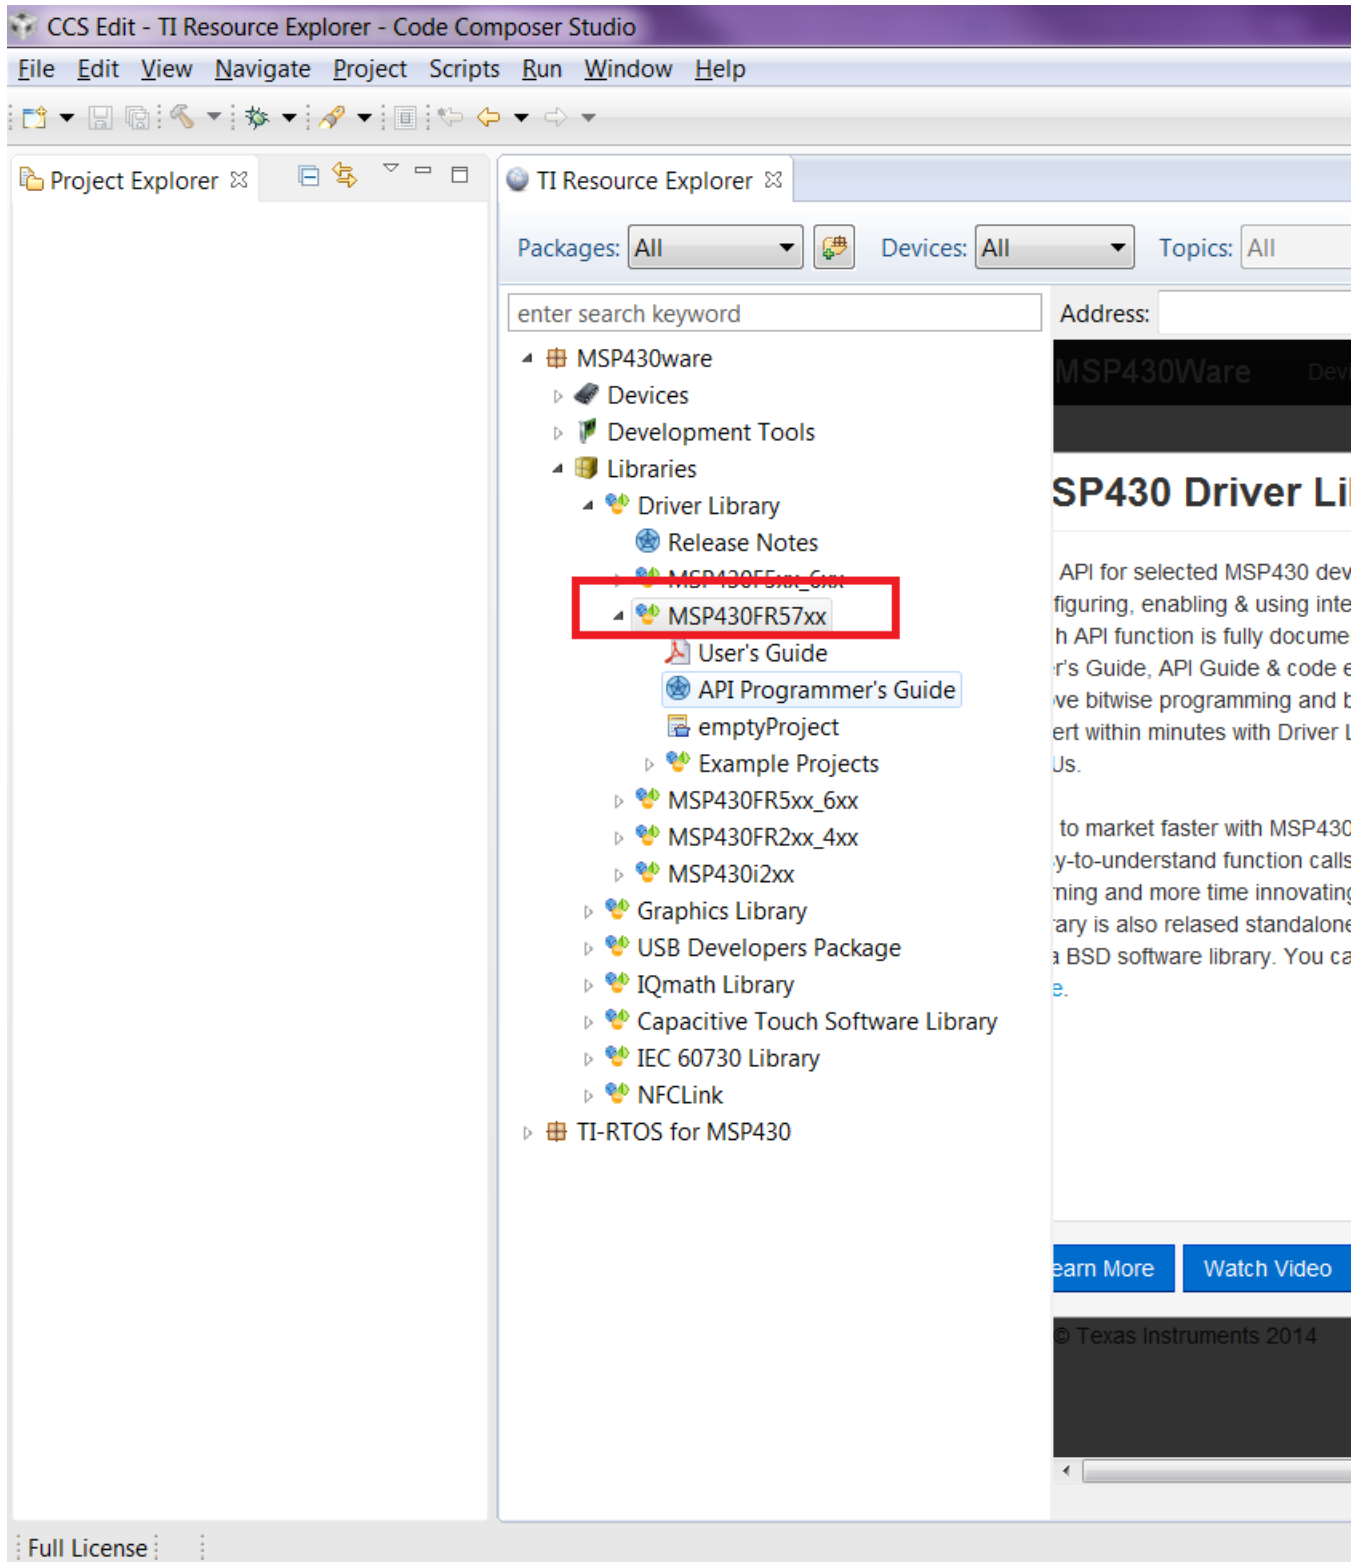 CCS Edit - TI Resource Explorer - Code Composer Studio
File Edit View Navigate Project Scripts Run Window Help
Project Explorer
TI Resource Explorer
Packages: All Devices: All Topics: All
enter search keyword
Address:
MSP430ware
Devices
Development Tools
Libraries
Driver Library
Release Notes
MSP430F5xx_6xx
MSP430FR57xx
User's Guide
API Programmer's Guide
emptyProject
Example Projects
MSP430FR5xx_6xx
MSP430FR2xx_4xx
MSP430i2xx
Graphics Library
USB Developers Package
IQmath Library
Capacitive Touch Software Library
IEC 60730 Library
NFCLink
TI-RTOS for MSP430
MSP430Ware Dev
SP430 Driver Li
API for selected MSP430 dev
figuring, enabling & using inte
h API function is fully docume
r's Guide, API Guide & code e
ve bitwise programming and b
ert within minutes with Driver L
Us.
to market faster with MSP430
y-to-understand function calls
ning and more time innovating
rary is also relased standalone
a BSD software library. You ca
e.
earn More Watch Video
© Texas Instruments 2014
Full License